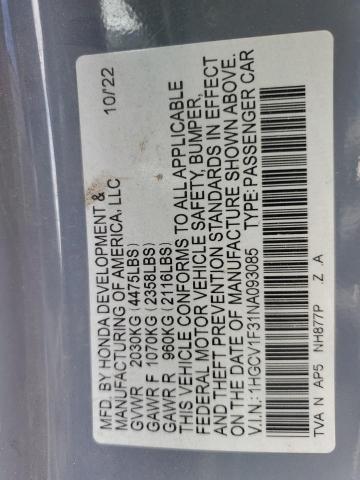 MFD. BY HONDA DEVELOPMENT & 10/22
MANUFACTURING OF AMERICA, LLC
GVWR 2030KG (4475LBS)
GAWR F 1070KG (2358LBS)
GAWR R 960KG (2116LBS)
THIS VEHICLE CONFORMS TO ALL APPLICABLE
FEDERAL MOTOR VEHICLE SAFETY, BUMPER,
AND THEFT PREVENTION STANDARDS IN EFFECT
ON THE DATE OF MANUFACTURE SHOWN ABOVE.
V.I.N.: 1HGCV1F31NA093085 TYPE: PASSENGER CAR
TVA N AP5 NH877P Z A